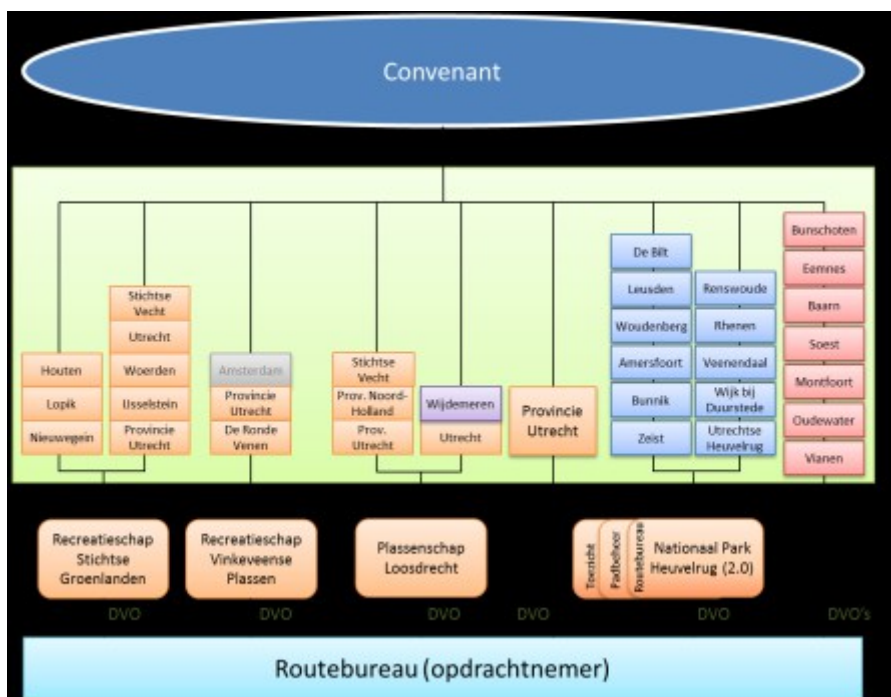 Convenant
Houten
Lopik
Nieuwegein
Stichtse
Vecht
Utrecht
Woerden
IJsselstein
Provincie
Utrecht
Amsterdam
Provincie
Utrecht
De Ronde
Venen
Stichtse
Vecht
Prov. Noord-
Holland
Prov.
Utrecht
Wijdemeren
Utrecht
Provincie
Utrecht
De Bilt
Leusden
Woudenberg
Amersfoort
Bunnik
Zeist
Renswoude
Rhenen
Veenendaal
Wijk bij
Duurstede
Utrechtse
Heuvelrug
Bunschoten
Eemnes
Baarn
Soest
Montfoort
Oudewater
Vianen
Recreatieschap
Stichtse
Groenlanden
Recreatieschap
Vinkeveense
Plassen
Plassenschap
Loosdrecht
Toezicht
Padbeheer
Routebureau
Nationaal Park
Heuvelrug (2.0)
DVO
DVO
DVO
DVO
DVO
DVO's
Routebureau (opdrachtnemer)